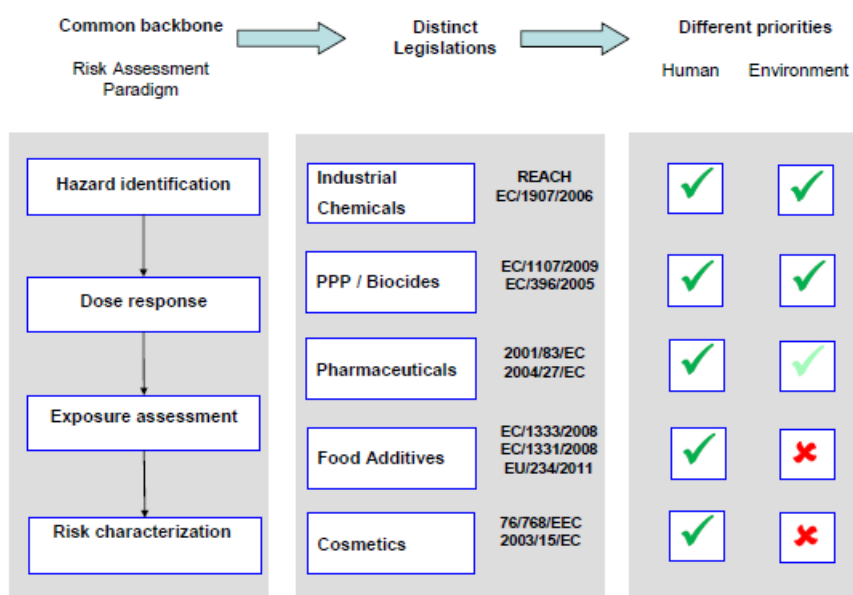 Common backbone
Risk Assessment
Paradigm
Distinct
Legislations
Different priorities
Human
Environment
Hazard identification
Dose response
Exposure assessment
Risk characterization
Industrial
Chemicals
REACH
EC/1907/2006
PPP / Biocides
EC/1107/2009
EC/396/2005
Pharmaceuticals
2001/83/EC
2004/27/EC
Food Additives
EC/1333/2008
EC/1331/2008
EU/234/2011
Cosmetics
76/768/EEC
2003/15/EC